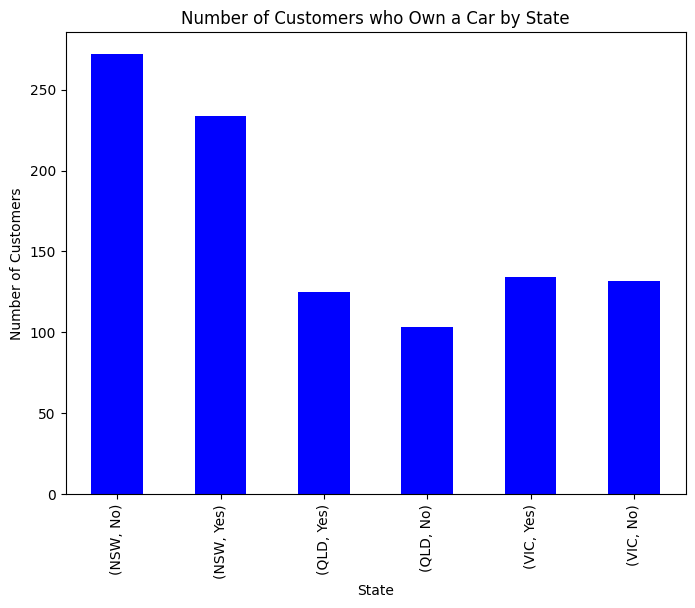 Number of Customers who Own a Car by State
Number of Customers
250
200
150
100
50
0
(NSW, No)
(NSW, Yes)
(QLD, Yes)
(QLD, No)
(VIC, Yes)
(VIC, No)
State